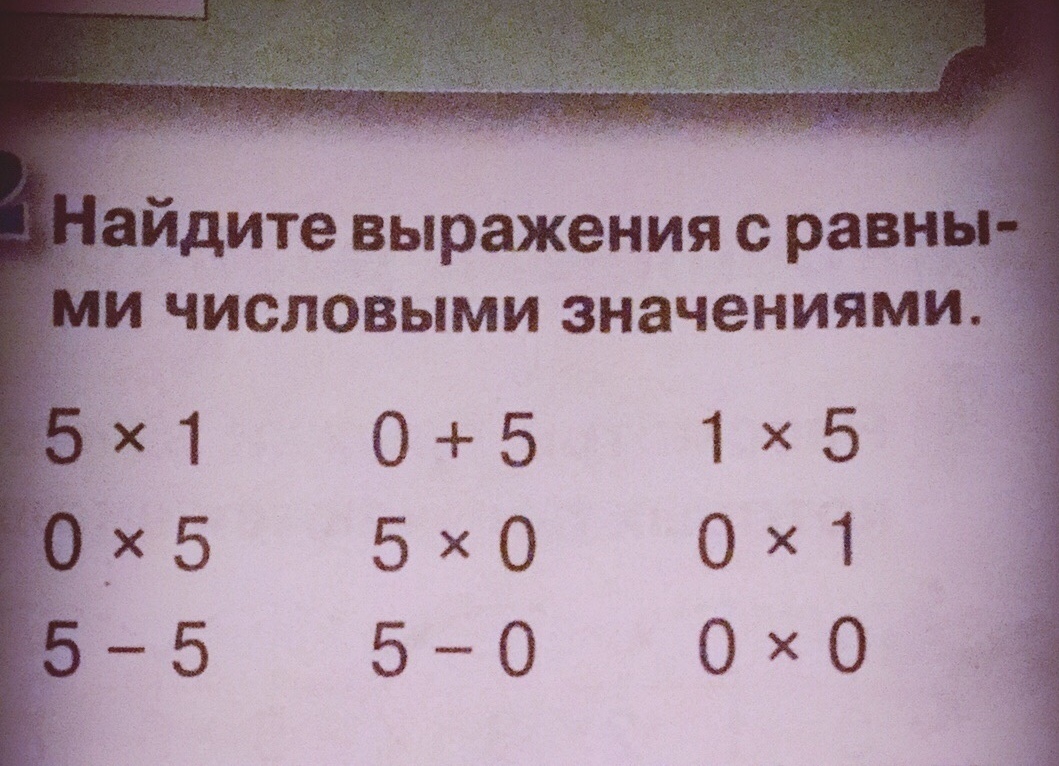 2 Найдите выражения с равны-
ми числовыми значениями.
5 × 1 0 + 5 1 × 5
0 × 5 5 × 0 0 × 1
5 – 5 5 – 0 0 × 0